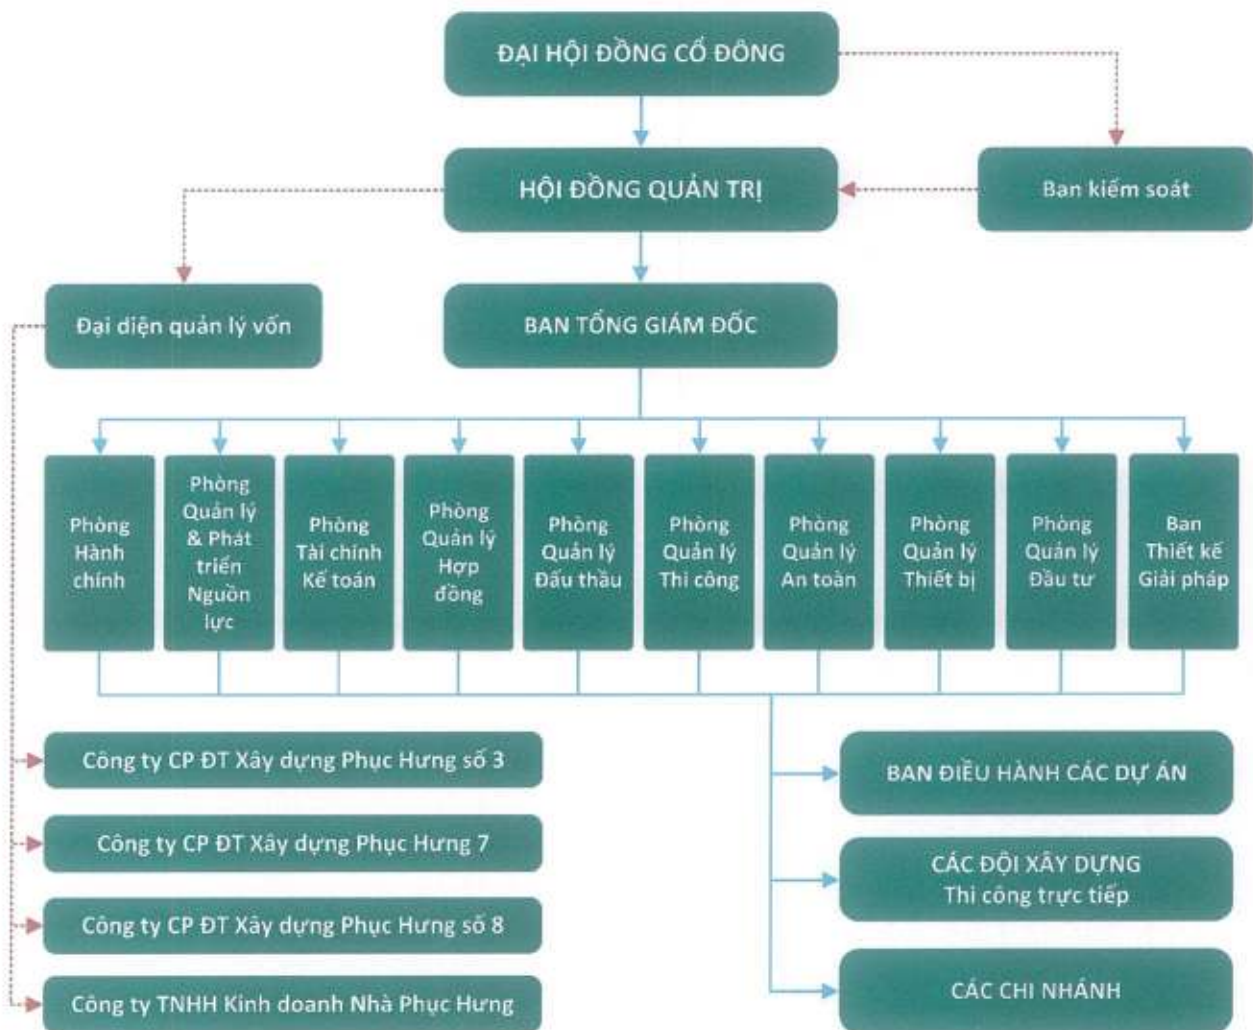 ĐẠI HỘI ĐỒNG CỔ ĐÔNG
HỘI ĐỒNG QUẢN TRỊ
Ban kiểm soát
Đại diện quản lý vốn
BAN TỔNG GIÁM ĐỐC
Phòng
Hành
chính
Phòng
Quản lý
& Phát
triển
Nguồn
lực
Phòng
Tài chính
Kế toán
Phòng
Quản lý
Hợp
đồng
Phòng
Quản lý
Đấu thầu
Phòng
Quản lý
Thi công
Phòng
Quản lý
An toàn
Phòng
Quản lý
Thiết bị
Phòng
Quản lý
Đầu tư
Ban
Thiết kế
Giải pháp
Công ty CP ĐT Xây dựng Phục Hưng số 3
Công ty CP ĐT Xây dựng Phục Hưng 7
Công ty CP ĐT Xây dựng Phục Hưng số 8
Công ty TNHH Kinh doanh Nhà Phục Hưng
BAN ĐIỀU HÀNH CÁC DỰ ÁN
CÁC ĐỘI XÂY DỰNG
Thi công trực tiếp
CÁC CHI NHÁNH